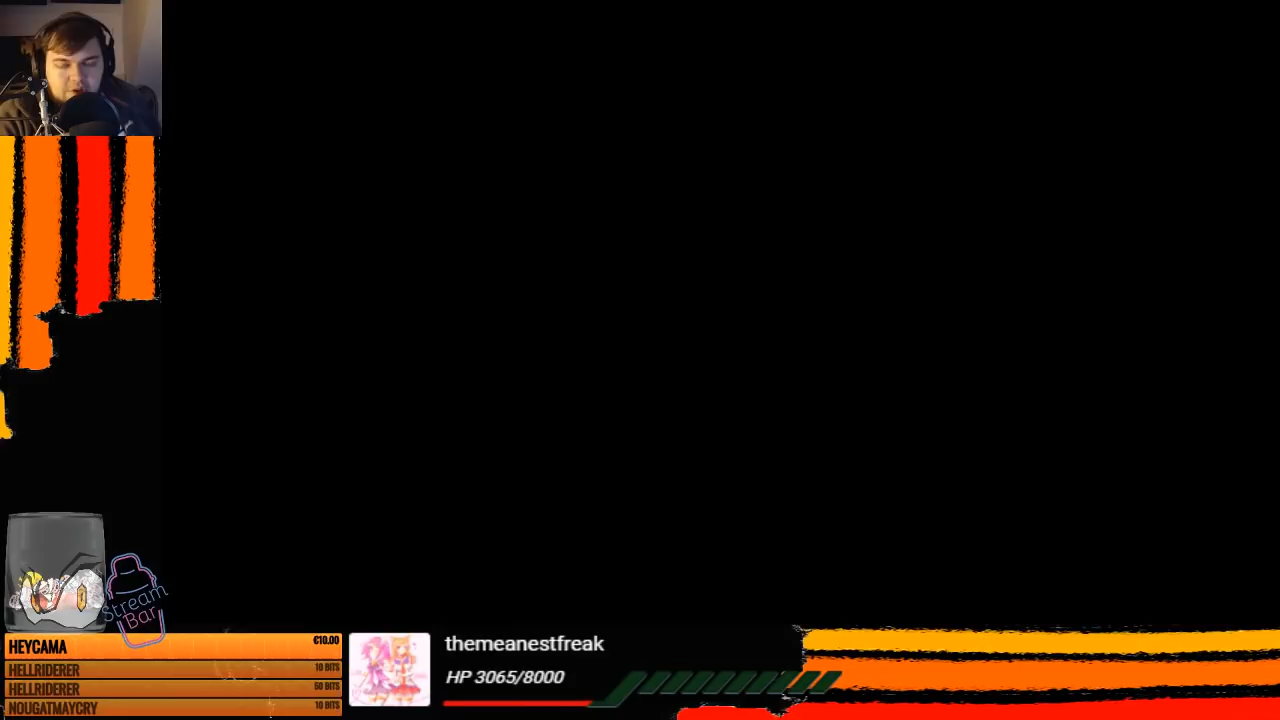 Stream
Bar
HEYCAMA €10.00
HELLRIDERER 10 BITS
HELLRIDERER 50 BITS
NOUGATMAYCRY 10 BITS
themeanestfreak
HP 3065/8000